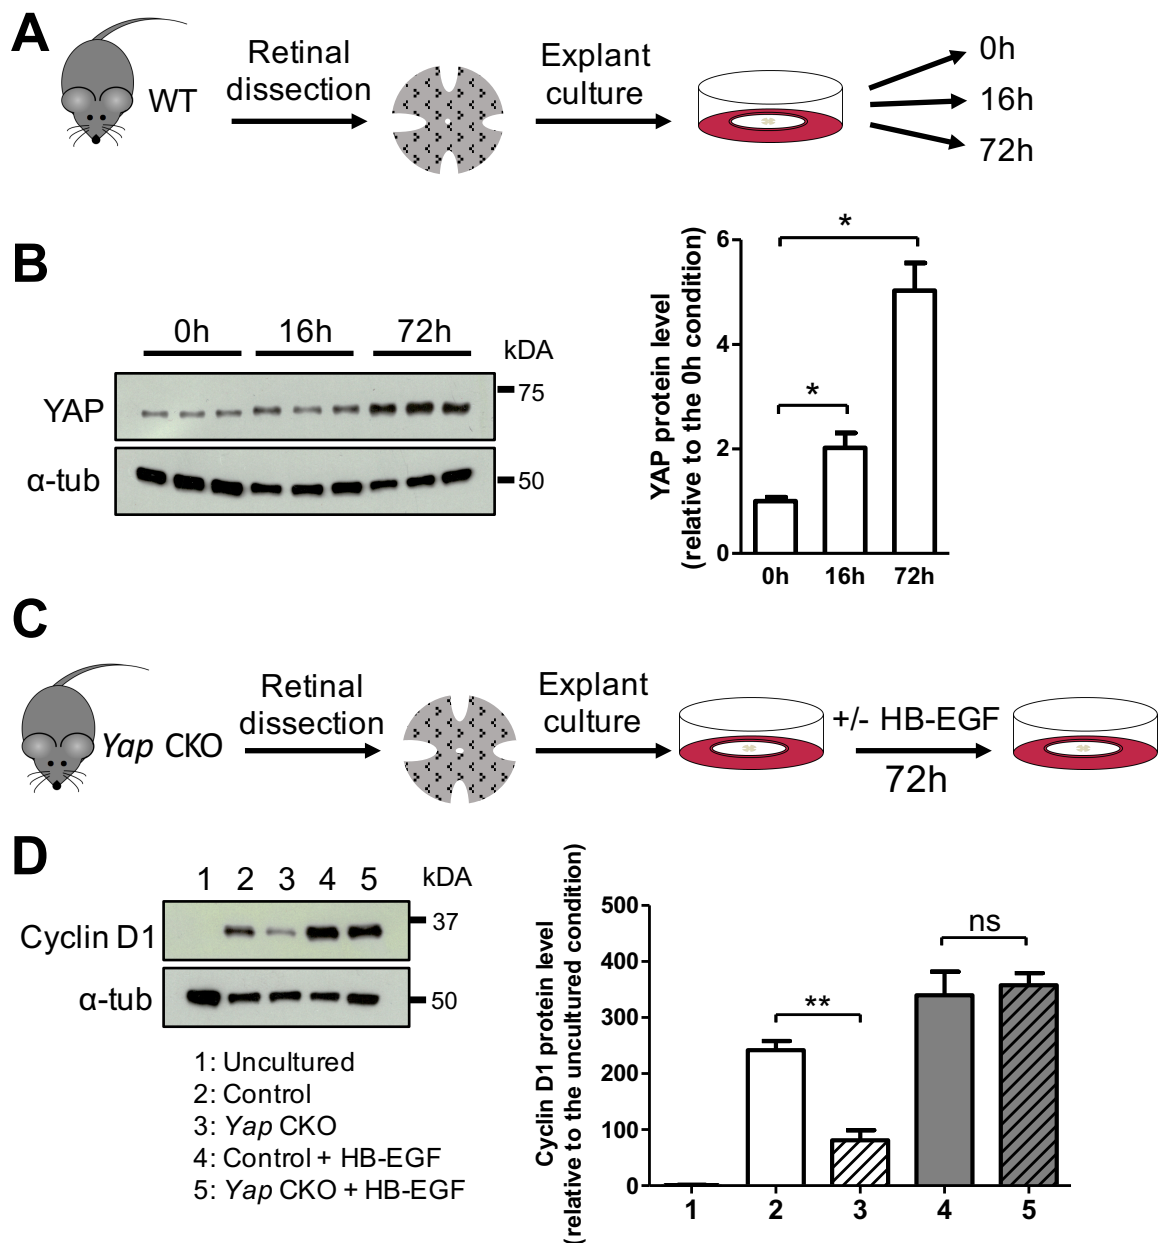 A
WT
Retinal
dissection
Explant
culture
0h
16h
72h
B
0h 16h 72h
kDA
YAP
75
α-tub
50
YAP protein level
(relative to the 0h condition)
6
4
2
0
*
*
0h 16h 72h
C
Yap CKO
Retinal
dissection
Explant
culture
+/- HB-EGF
72h
D
1 2 3 4 5 kDA
Cyclin D1
37
α-tub
50
1: Uncultured
2: Control
3: Yap CKO
4: Control + HB-EGF
5: Yap CKO + HB-EGF
Cyclin D1 protein level
(relative to the uncultured condition)
500
400
300
200
100
0
**
ns
1 2 3 4 5